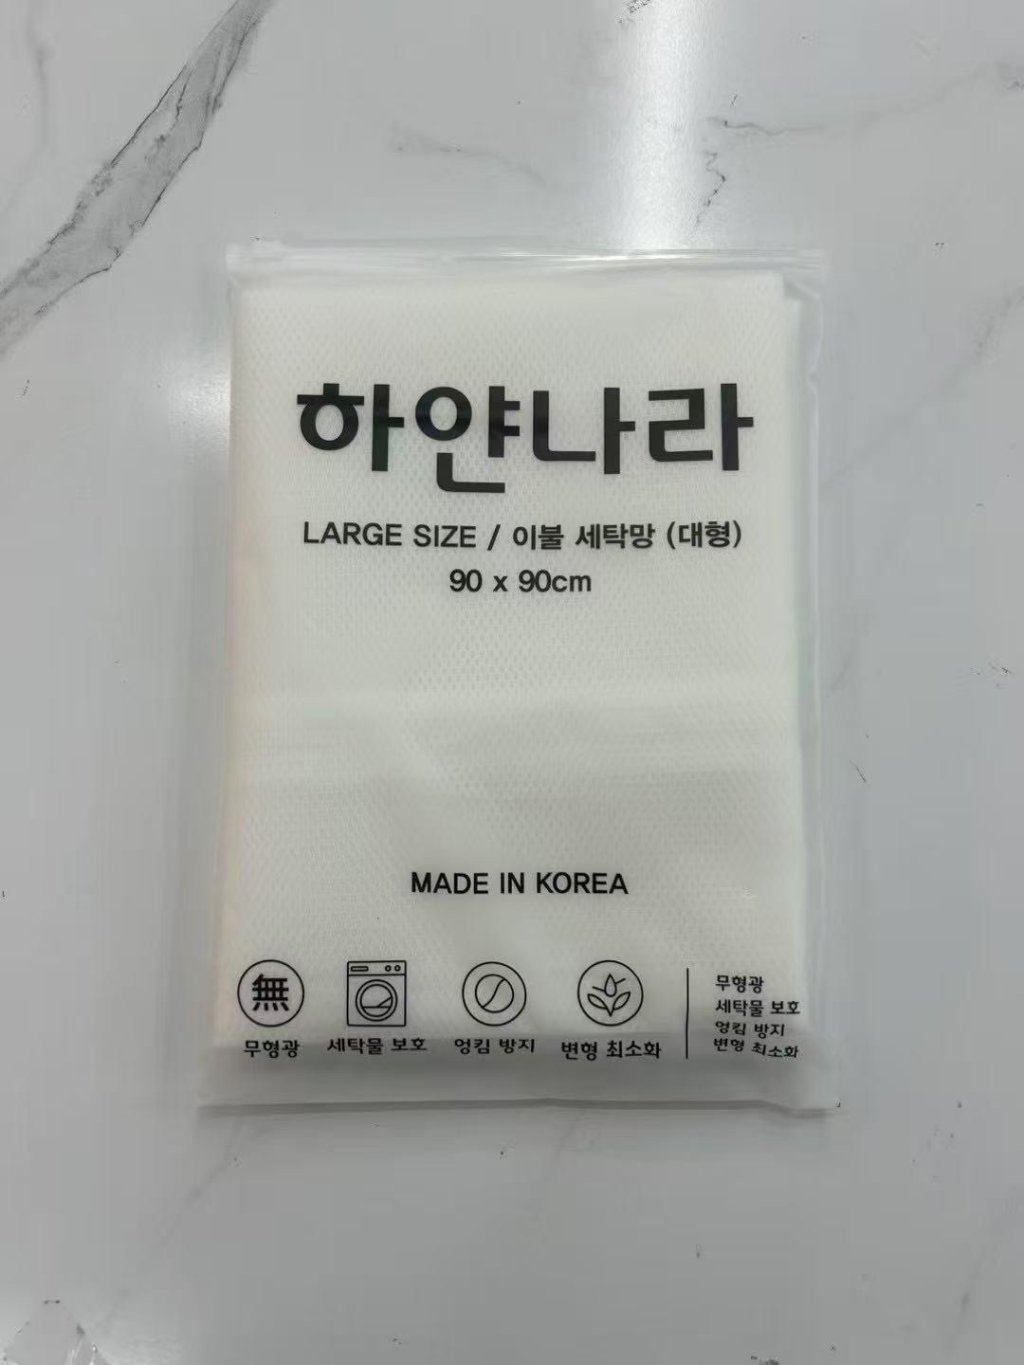 하얀나라
LARGE SIZE / 이불 세탁망 (대형)
90 x 90cm
MADE IN KOREA
無
무형광
세탁물 보호
엉킴 방지
변형 최소화
무형광
세탁물 보호
엉킴 방지
변형 최소화